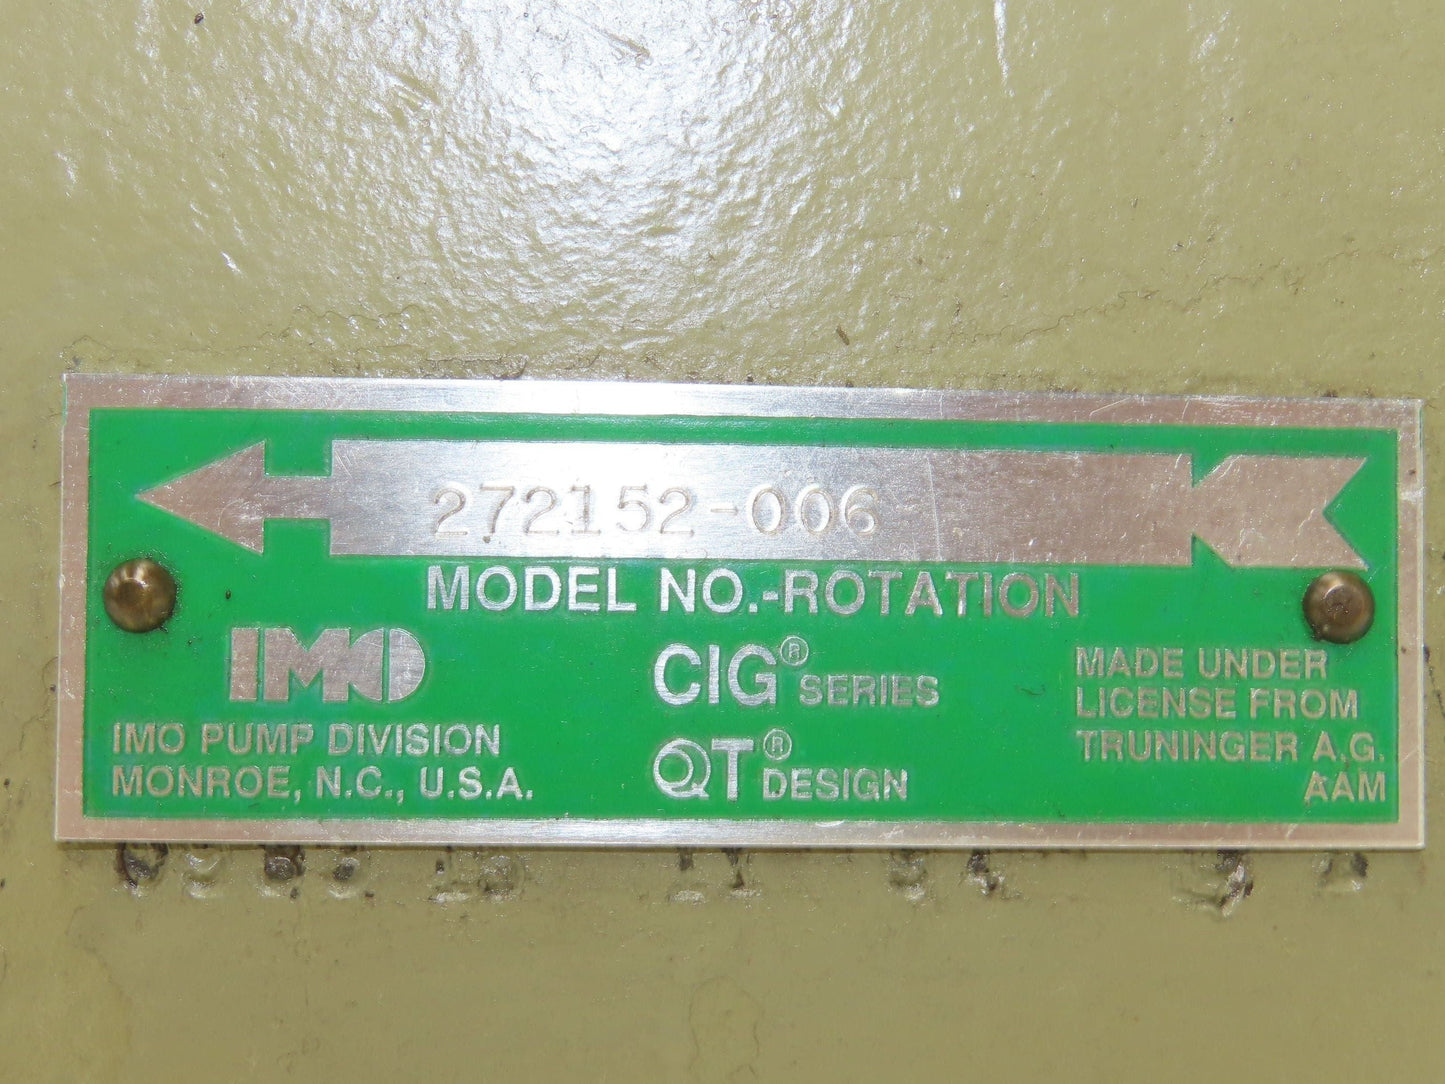 272152-006
MODEL NO.-ROTATION
IMO
IMO PUMP DIVISION
MONROE, N.C., U.S.A.
CIG® SERIES
QT® DESIGN
MADE UNDER
LICENSE FROM
TRUNINGER A.G.
AAM